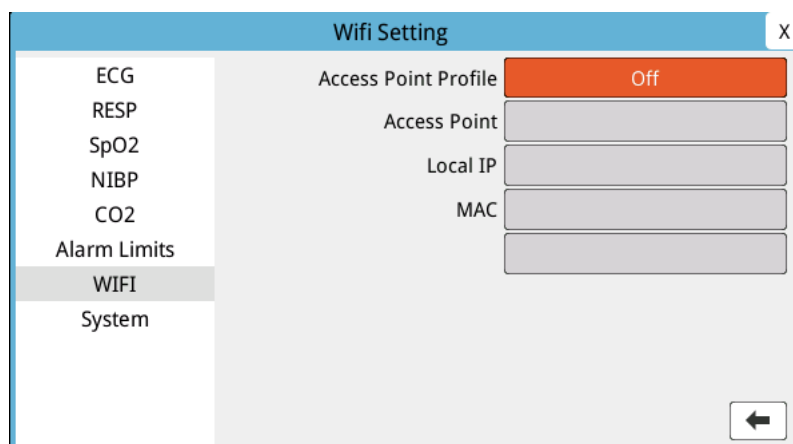 Wifi Setting
X
ECG
RESP
SpO2
NIBP
CO2
Alarm Limits
WIFI
System
Access Point Profile
Off
Access Point
Local IP
MAC